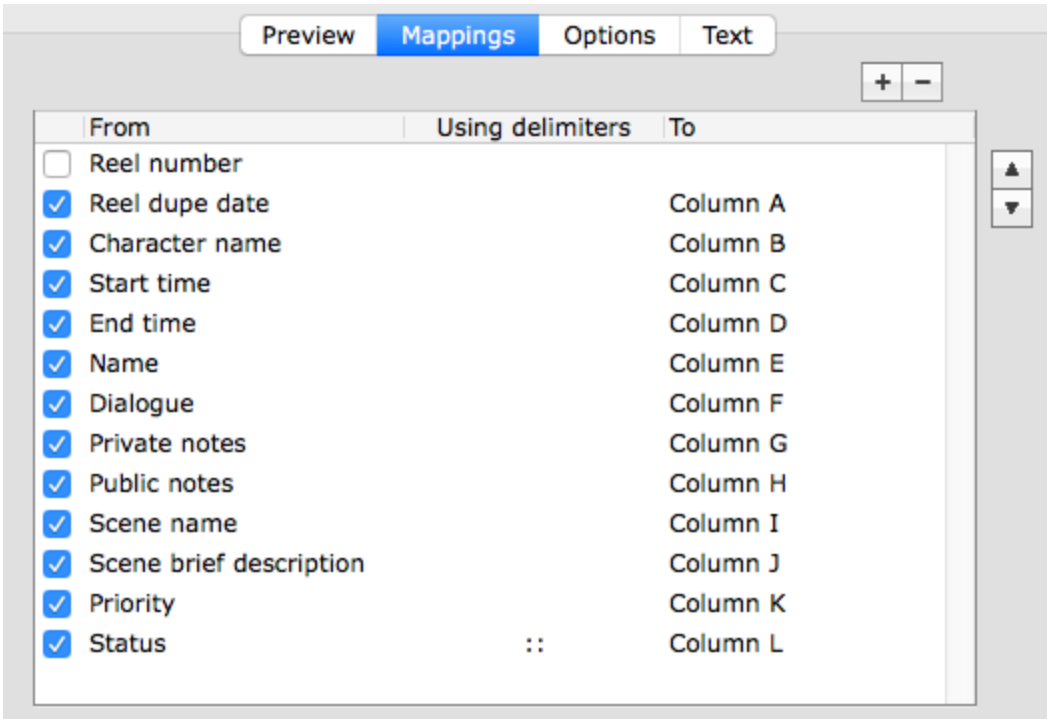 Preview Mappings Options Text
+ −
From Using delimiters To
Reel number
Reel dupe date Column A
Character name Column B
Start time Column C
End time Column D
Name Column E
Dialogue Column F
Private notes Column G
Public notes Column H
Scene name Column I
Scene brief description Column J
Priority Column K
Status :: Column L